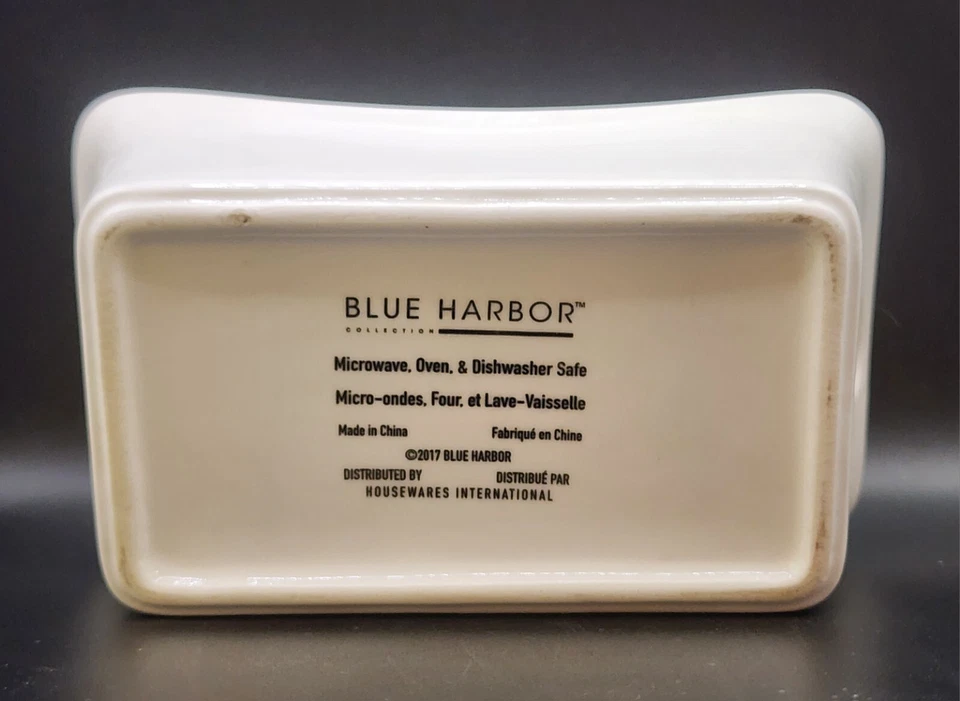 BLUE HARBOR™
COLLECTION
Microwave, Oven, & Dishwasher Safe
Micro-ondes, Four, et Lave-Vaisselle
Made in China Fabriqué en Chine
©2017 BLUE HARBOR
DISTRIBUTED BY DISTRIBUÉ PAR
HOUSEWARES INTERNATIONAL